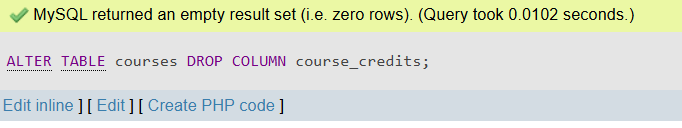 MySQL returned an empty result set (i.e. zero rows). (Query took 0.0102 seconds.)
ALTER TABLE courses DROP COLUMN course_credits;
Edit inline ] [ Edit ] [ Create PHP code ]